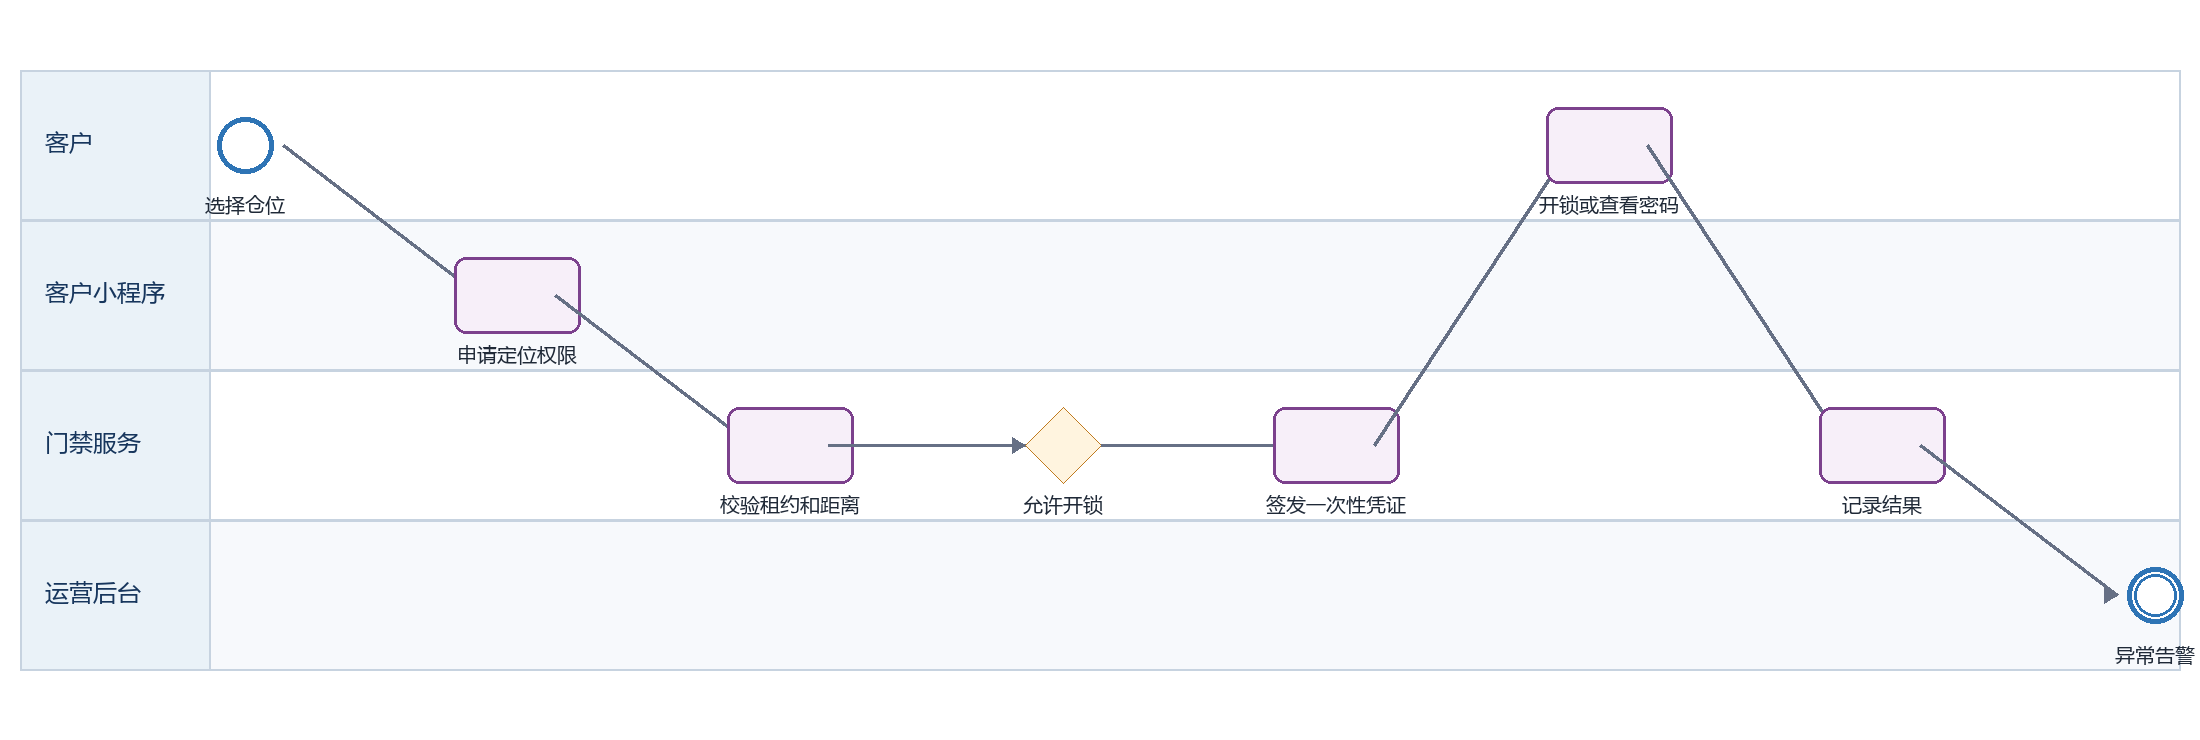 客户
选择仓位
开锁或查看密码
客户小程序
申请定位权限
门禁服务
校验租约和距离
允许开锁
签发一次性凭证
记录结果
运营后台
异常告警